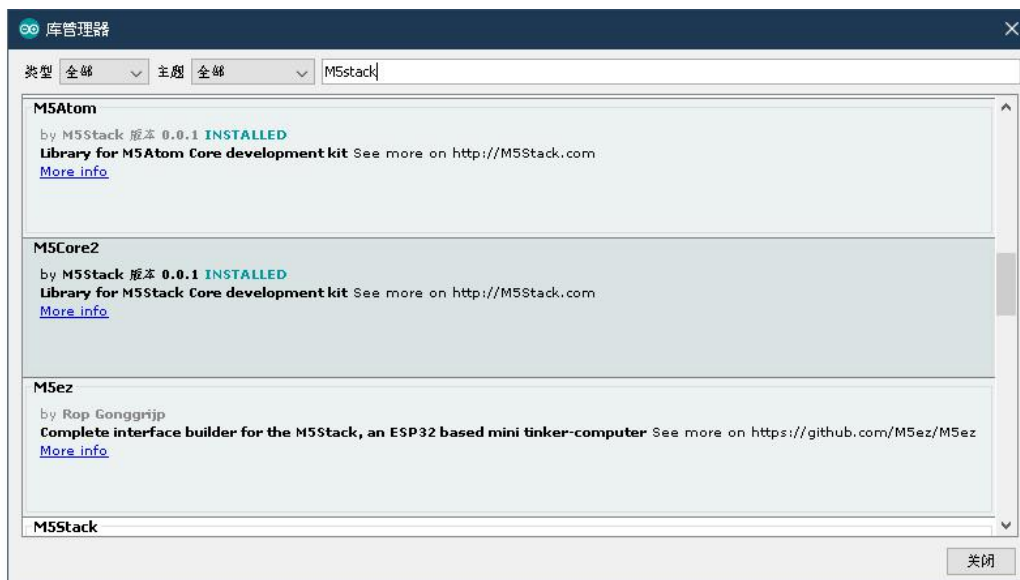 库管理器
类型 全部 主题 全部 M5stack
M5Atom
by M5Stack 版本 0.0.1 INSTALLED
Library for M5Atom Core development kit See more on http://M5Stack.com
More info
M5Core2
by M5Stack 版本 0.0.1 INSTALLED
Library for M5Stack Core development kit See more on http://M5Stack.com
More info
M5ez
by Rop Gonggrijp
Complete interface builder for the M5Stack, an ESP32 based mini tinker-computer See more on https://github.com/M5ez/M5ez
More info
M5Stack
关闭